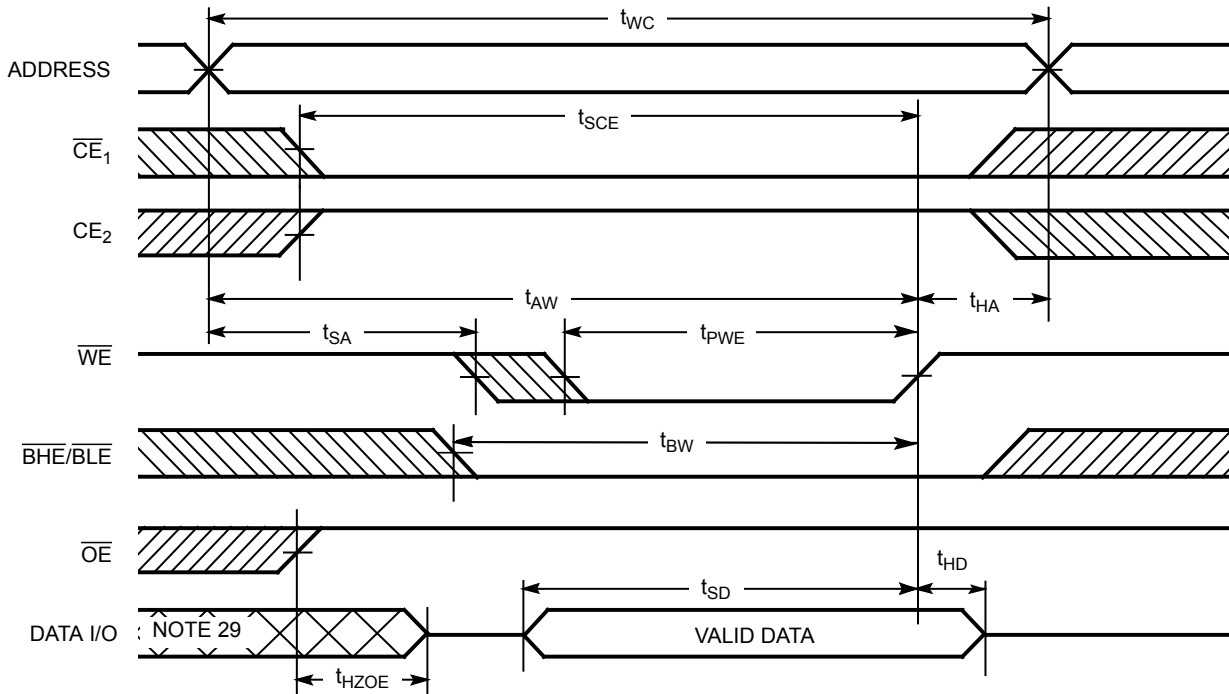 tWC
ADDRESS
tSCE
CE1
CE2
tAW
tHA
tSA
tPWE
WE
tBW
BHE/BLE
OE
tHD
tSD
DATA I/O
NOTE 29
VALID DATA
tHZOE